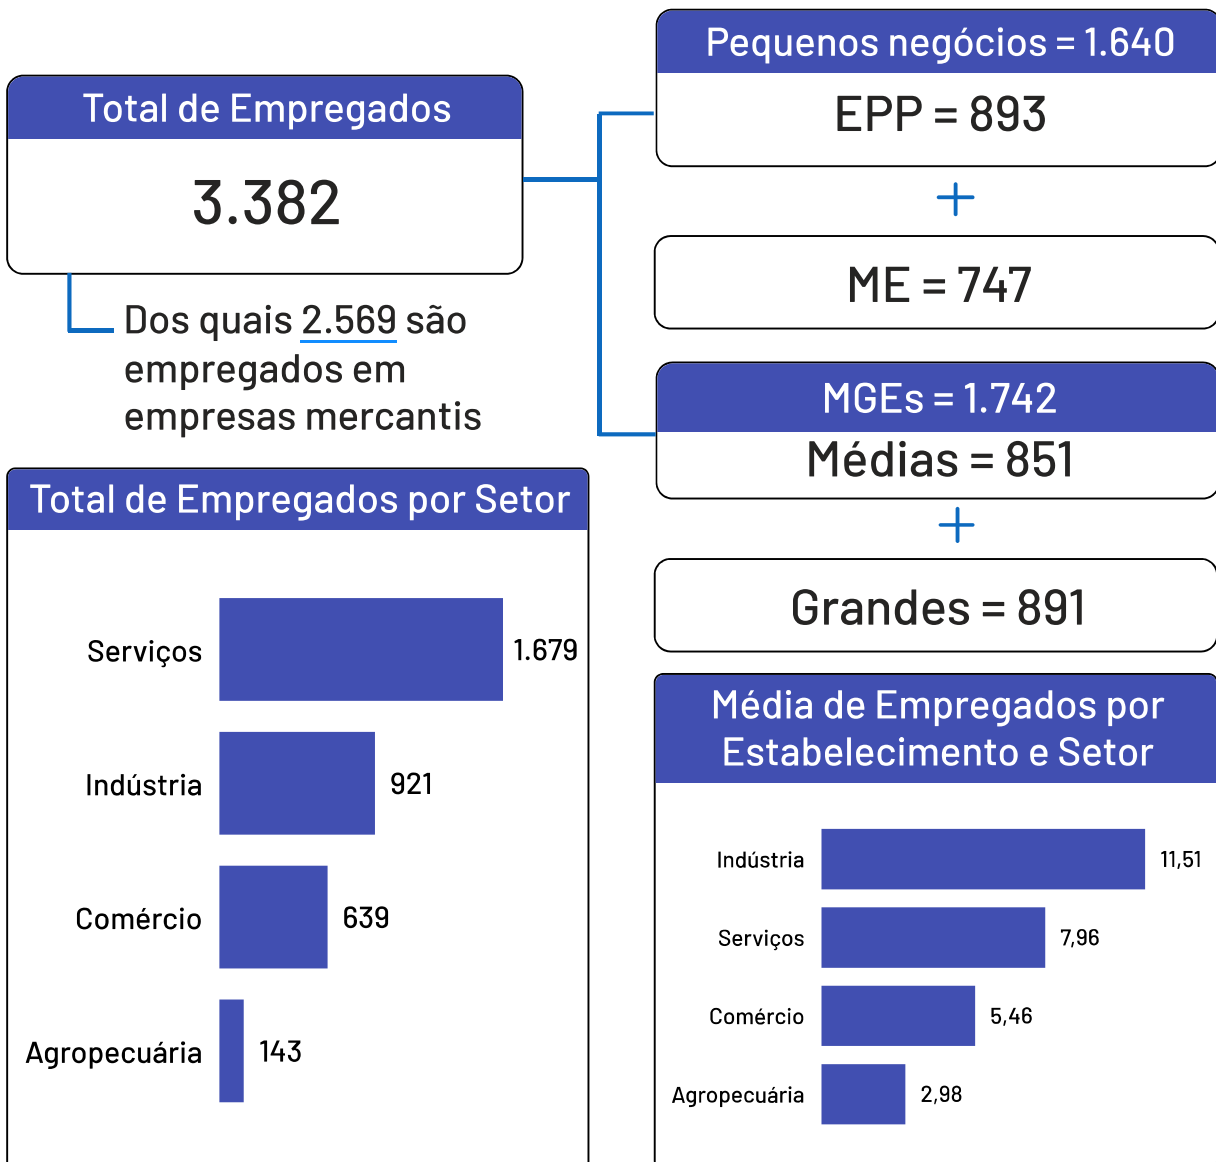 Total de Empregados
3.382
Dos quais 2.569 são
empregados em
empresas mercantis
Pequenos negócios = 1.640
EPP = 893
+
ME = 747
MGEs = 1.742
Médias = 851
+
Grandes = 891
Total de Empregados por Setor
Serviços 1.679
Indústria 921
Comércio 639
Agropecuária 143
Média de Empregados por
Estabelecimento e Setor
Indústria 11,51
Serviços 7,96
Comércio 5,46
Agropecuária 2,98